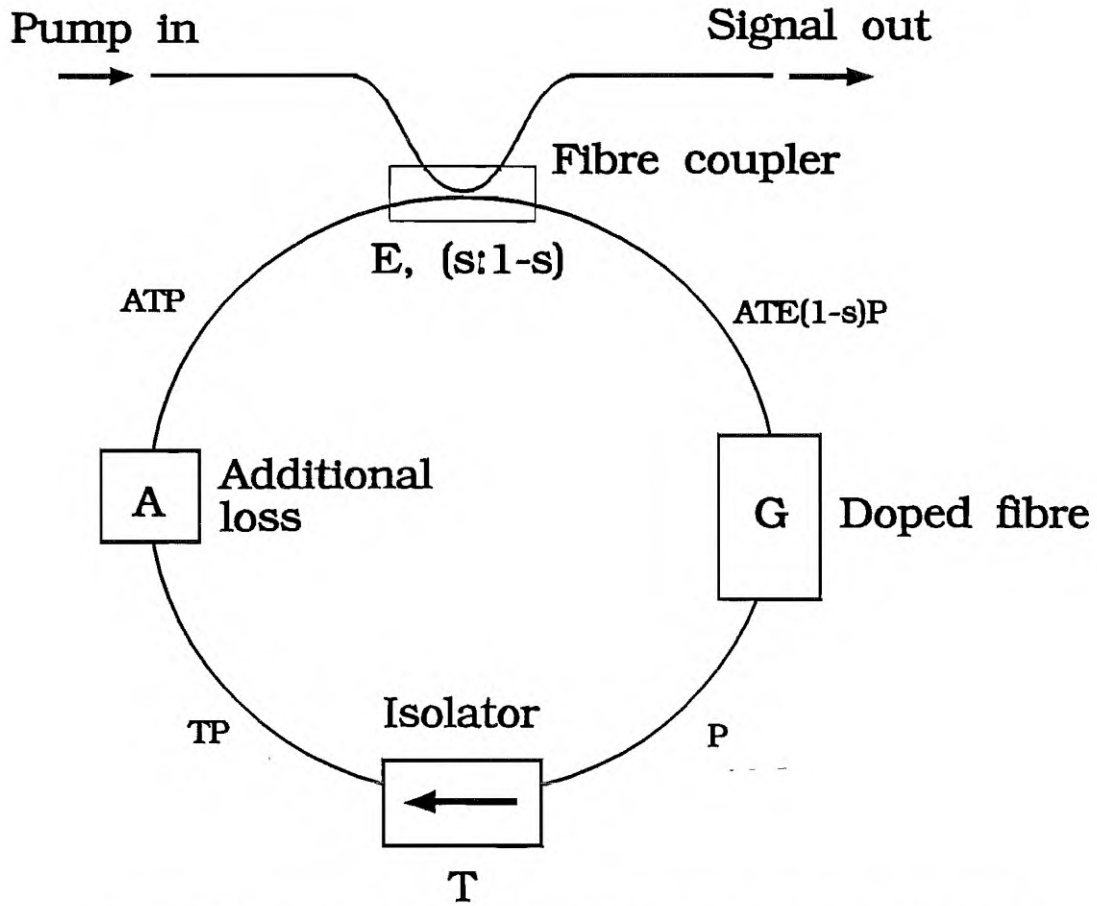 Pump in
Signal out
Fibre coupler
E, (s:1-s)
ATP
ATE(1-s)P
A
Additional
loss
G
Doped fibre
TP
Isolator
P
T